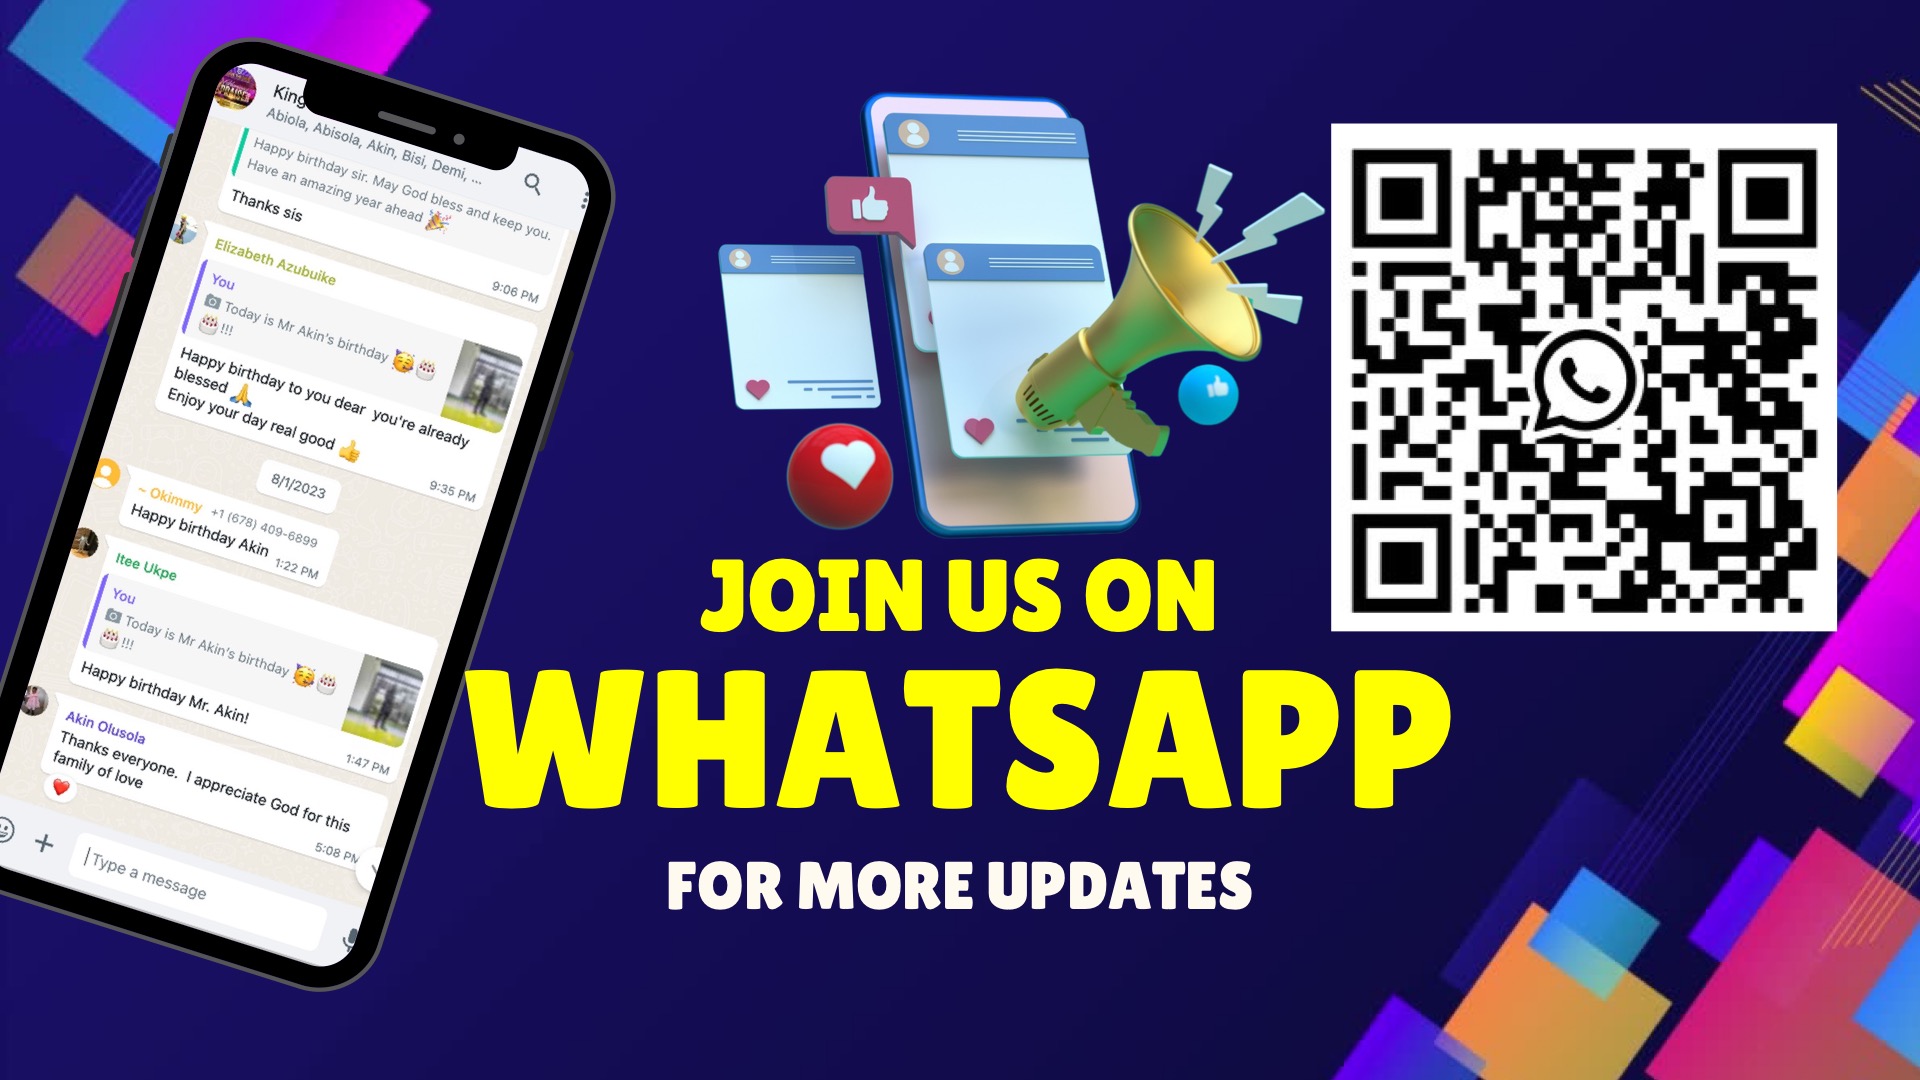 King
Abiola, Abisola, Akin, Bisi, Demi, ...
Happy birthday sir. May God bless and keep you.
Have an amazing year ahead 🎉
Thanks sis
9:06 PM
Elizabeth Azubuike
You
📷 Today is Mr Akin's birthday 🥳🎂
🎂!!!
Happy birthday to you dear you're already
blessed 🙏
Enjoy your day real good 👍
9:35 PM
8/1/2023
~ Okimmy +1 (678) 409-6899
Happy birthday Akin
1:22 PM
Itee Ukpe
You
📷 Today is Mr Akin's birthday 🥳🎂
🎂!!!
Happy birthday Mr. Akin!
1:47 PM
Akin Olusola
Thanks everyone. I appreciate God for this
family of love
5:08 PM
❤️
Type a message
JOIN US ON
WHATSAPP
FOR MORE UPDATES